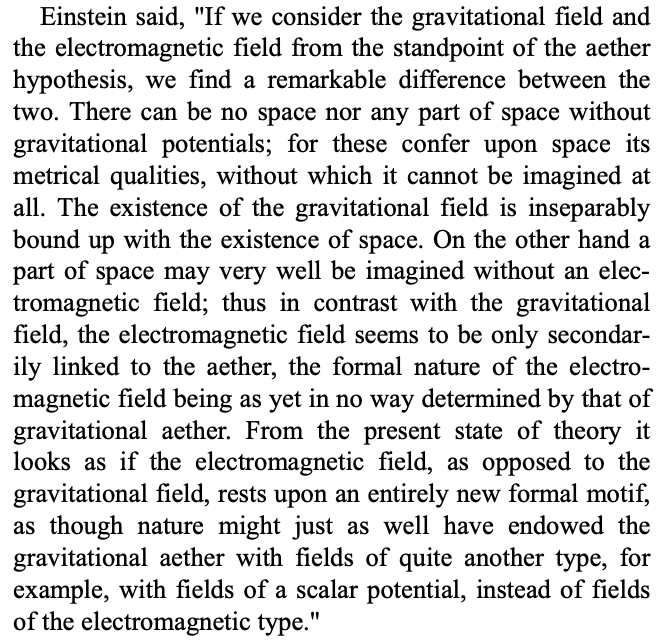 Einstein said, "If we consider the gravitational field and
the electromagnetic field from the standpoint of the aether
hypothesis, we find a remarkable difference between the
two. There can be no space nor any part of space without
gravitational potentials; for these confer upon space its
metrical qualities, without which it cannot be imagined at
all. The existence of the gravitational field is inseparably
bound up with the existence of space. On the other hand a
part of space may very well be imagined without an elec-
tromagnetic field; thus in contrast with the gravitational
field, the electromagnetic field seems to be only secondar-
ily linked to the aether, the formal nature of the electro-
magnetic field being as yet in no way determined by that of
gravitational aether. From the present state of theory it
looks as if the electromagnetic field, as opposed to the
gravitational field, rests upon an entirely new formal motif,
as though nature might just as well have endowed the
gravitational aether with fields of quite another type, for
example, with fields of a scalar potential, instead of fields
of the electromagnetic type."